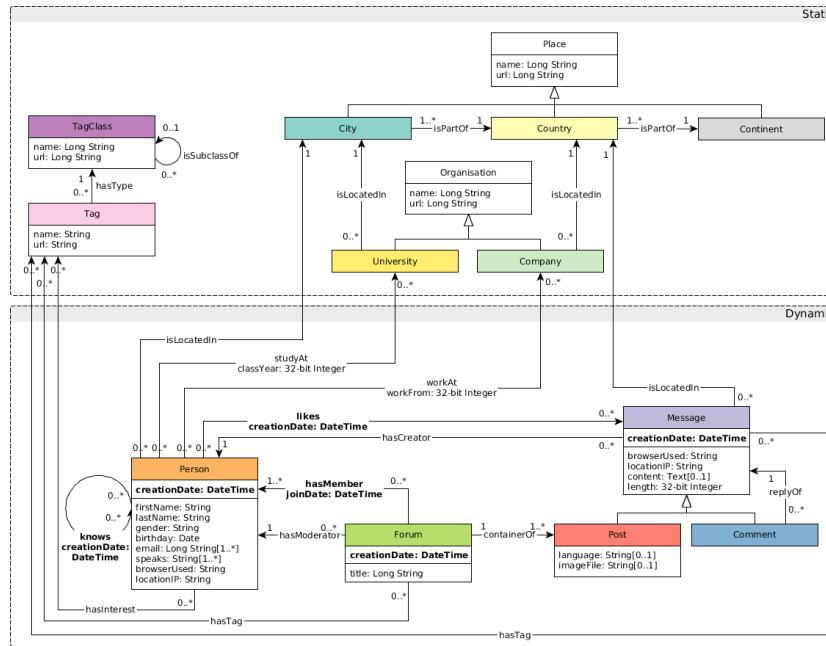 Stati
Place
name: Long String
url: Long String
TagClass
name: Long String
url: Long String
0..1
isSubclassOf
0..*
City
1..*
isPartOf
1
Country
1..*
isPartOf
1
Continent
1
1
1
1
1
hasType
0..*
isLocatedIn
Organisation
name: Long String
url: Long String
isLocatedIn
Tag
name: String
url: String
0..*
0..*
University
Company
0..*
0..*
0..*
0..*
0..*
0..*
Dynami
isLocatedIn
studyAt
classYear: 32-bit Integer
workAt
workFrom: 32-bit Integer
isLocatedIn
0..*
likes
creationDate: DateTime
0..*
Message
0..*
0..*
0..*
0..*
1
hasCreator
0..*
creationDate: DateTime
0..*
browserUsed: String
locationIP: String
content: Text[0..1]
length: 32-bit Integer
1
replyOf
0..*
Person
creationDate: DateTime
firstName: String
lastName: String
gender: String
birthday: Date
email: Long String[1..*]
speaks: String[1..*]
browserUsed: String
locationIP: String
0..*
0..*
knows
creationDate:
DateTime
1..*
hasMember
joinDate: DateTime
0..*
1
hasModerator
0..*
Forum
creationDate: DateTime
title: Long String
1
containerOf
1..*
Post
language: String[0..1]
imageFile: String[0..1]
Comment
0..*
0..*
hasInterest
hasTag
hasTag